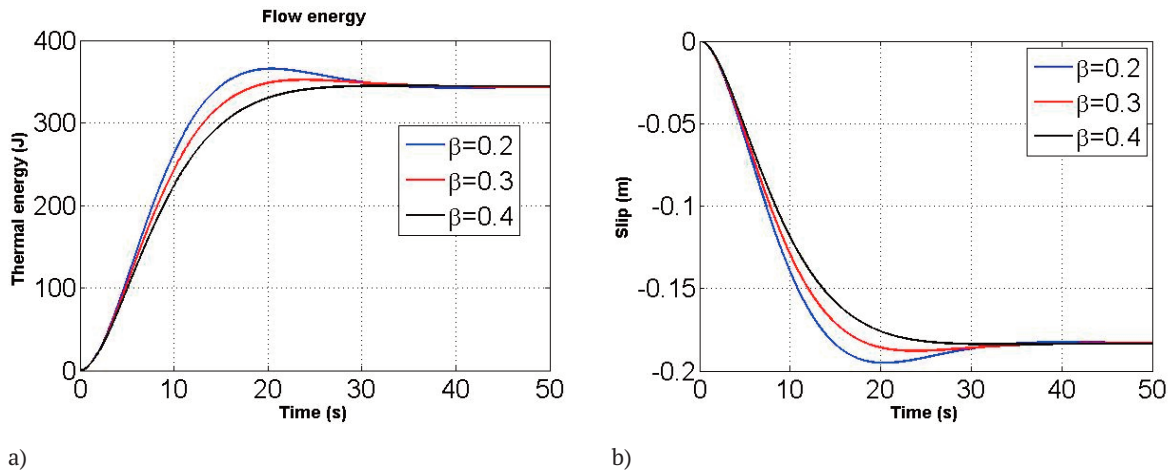 Flow energy
400
300
200
100
0
Thermal energy (J)
β=0.2
β=0.3
β=0.4
0 10 20 30 40 50
Time (s)
a)
0
-0.05
-0.1
-0.15
-0.2
Slip (m)
β=0.2
β=0.3
β=0.4
0 10 20 30 40 50
Time (s)
b)